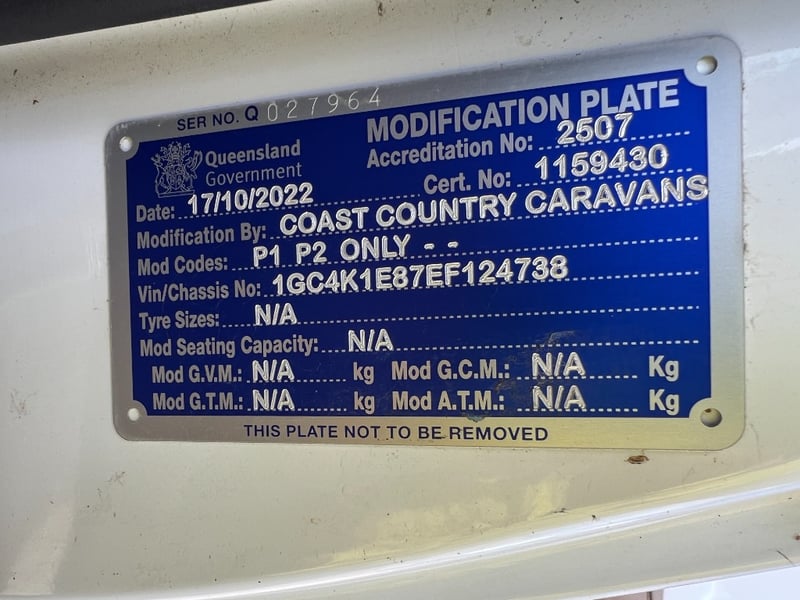 SER NO. Q 027964
MODIFICATION PLATE
Queensland
Government
Accreditation No: 2507
Cert. No: 1159430
Date: 17/10/2022
Modification By: COAST COUNTRY CARAVANS
Mod Codes: P1 P2 ONLY - -
Vin/Chassis No: 1GC4K1E87EF124738
Tyre Sizes: N/A
Mod Seating Capacity: N/A
Mod G.V.M.: N/A kg Mod G.C.M.: N/A Kg
Mod G.T.M.: N/A kg Mod A.T.M.: N/A Kg
THIS PLATE NOT TO BE REMOVED